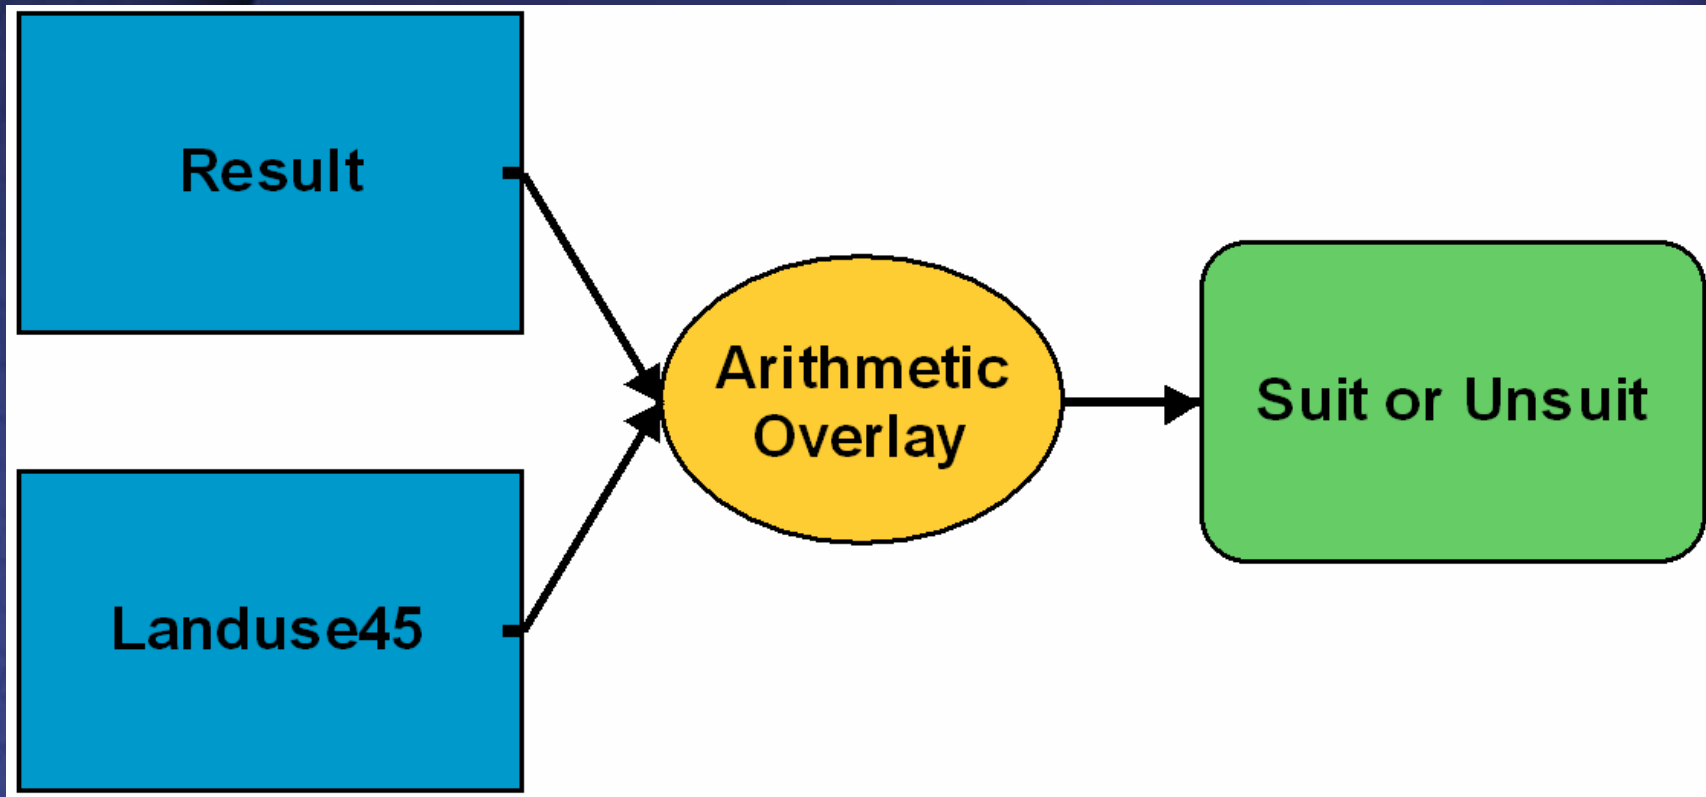 Result
Landuse45
Arithmetic
Overlay
Suit or Unsuit